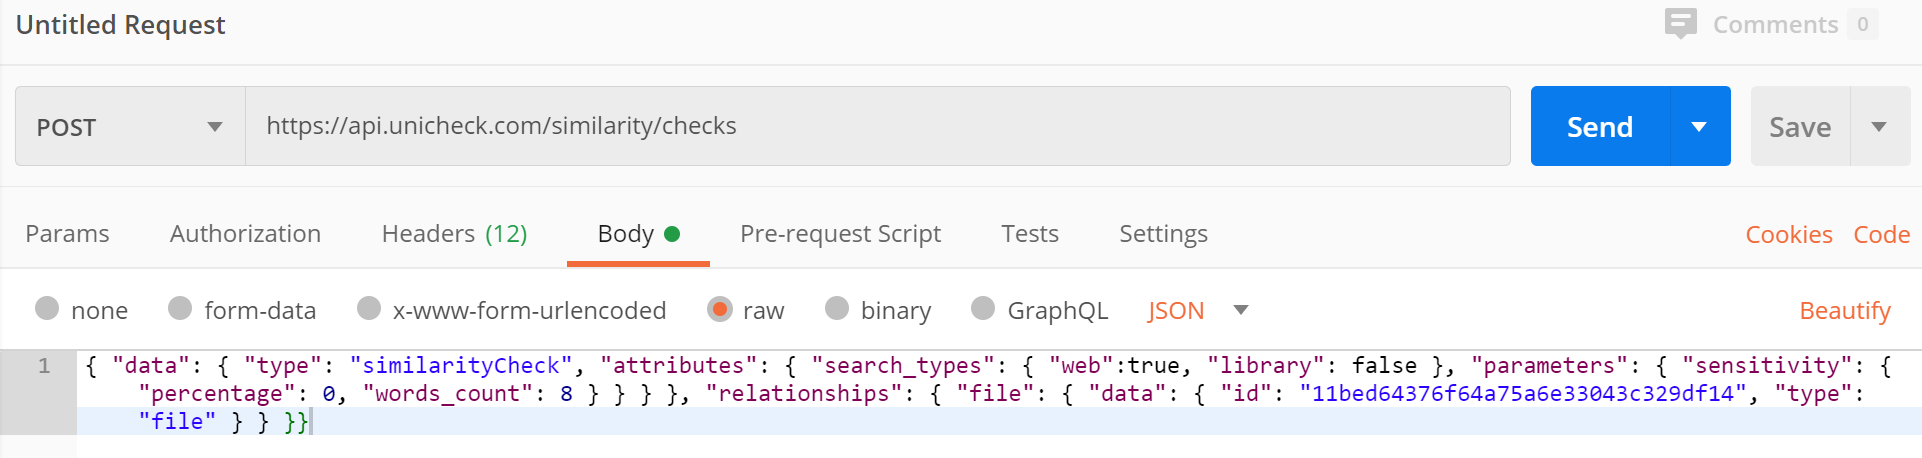 Untitled Request
Comments 0
POST
https://api.unicheck.com/similarity/checks
Send
Save
Params Authorization Headers (12) Body Pre-request Script Tests Settings Cookies Code
none form-data x-www-form-urlencoded raw binary GraphQL JSON Beautify
1 { "data": { "type": "similarityCheck", "attributes": { "search_types": { "web":true, "library": false }, "parameters": { "sensitivity": {
"percentage": 0, "words_count": 8 } } } }, "relationships": { "file": { "data": { "id": "11bed64376f64a75a6e33043c329df14", "type":
"file" } } }}